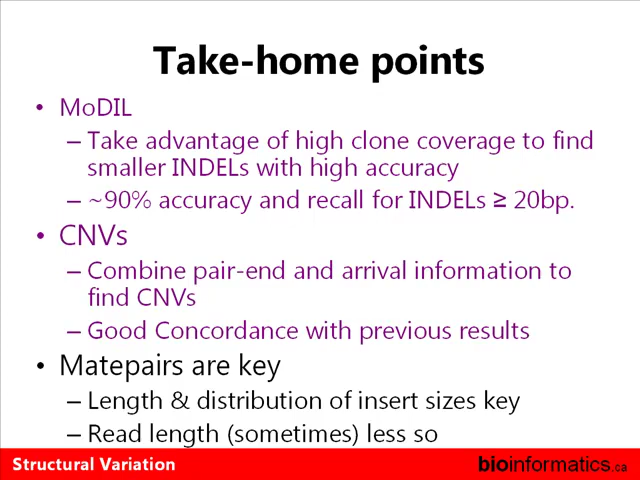 Take-home points
• MoDIL
– Take advantage of high clone coverage to find
smaller INDELs with high accuracy
– ~90% accuracy and recall for INDELs ≥ 20bp.
• CNVs
– Combine pair-end and arrival information to
find CNVs
– Good Concordance with previous results
• Matepairs are key
– Length & distribution of insert sizes key
– Read length (sometimes) less so
Structural Variation
bioinformatics.ca